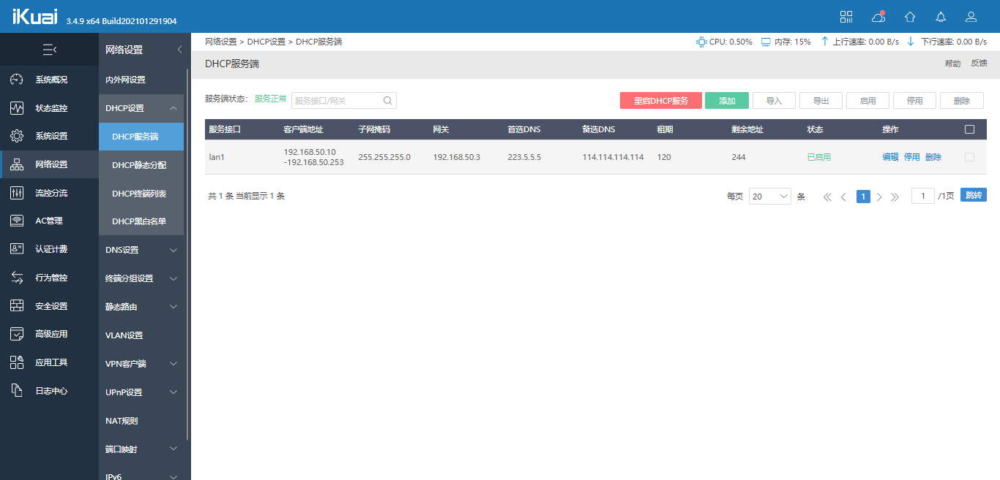 iKuai 3.4.9 x64 Build202101291904
网络设置
系统概况
状态监控
系统设置
网络设置
流控分流
AC管理
认证计费
行为管控
安全设置
高级应用
应用工具
日志中心
内外网设置
DHCP设置
DHCP服务端
DHCP静态分配
DHCP终端列表
DHCP黑白名单
DNS设置
终端分组设置
静态路由
VLAN设置
VPN客户端
UPnP设置
NAT规则
端口映射
IPv6
网络设置 > DHCP设置 > DHCP服务端 CPU: 0.50% 内存: 15% 上行速率: 0.00 B/s 下行速率: 0.00 B/s
DHCP服务端 帮助 反馈
服务端状态: 服务正常 服务接口/网关 重启DHCP服务 添加 导入 导出 启用 停用 删除
服务接口 客户端地址 子网掩码 网关 首选DNS 备选DNS 租期 剩余地址 状态 操作
lan1 192.168.50.10 255.255.255.0 192.168.50.3 223.5.5.5 114.114.114.114 120 244 已启用 编辑 停用 删除
-192.168.50.253
共 1 条 当前显示 1 条 每页 20 条 1 1 /1页 跳转